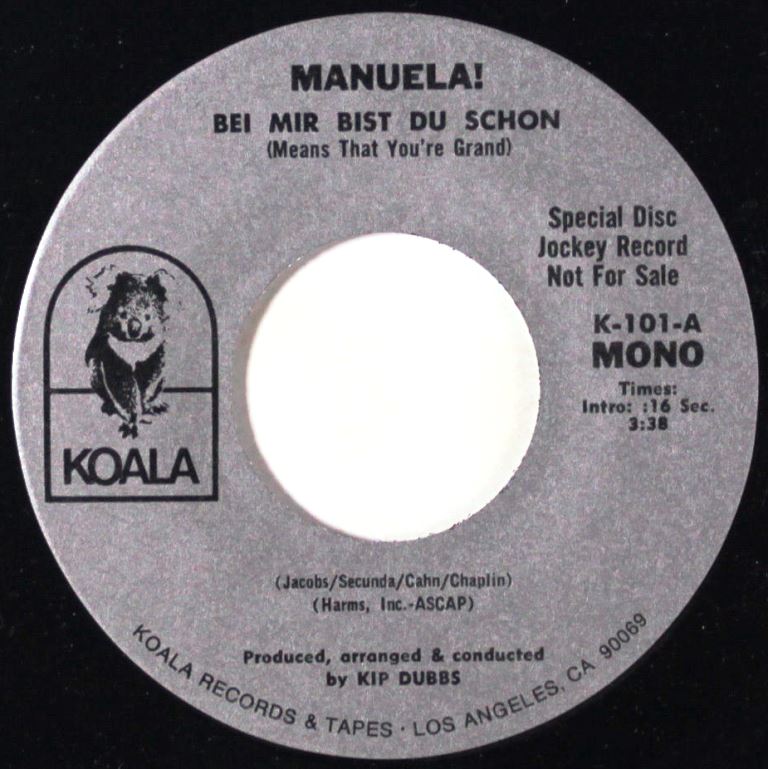 MANUELA!
BEI MIR BIST DU SCHON
(Means That You're Grand)
Special Disc
Jockey Record
Not For Sale
K-101-A
MONO
Times:
Intro: :16 Sec.
3:38
KOALA
(Jacobs/Secunda/Cahn/Chaplin)
(Harms, Inc.-ASCAP)
Produced, arranged & conducted
by KIP DUBBS
KOALA RECORDS & TAPES · LOS ANGELES, CA 90069